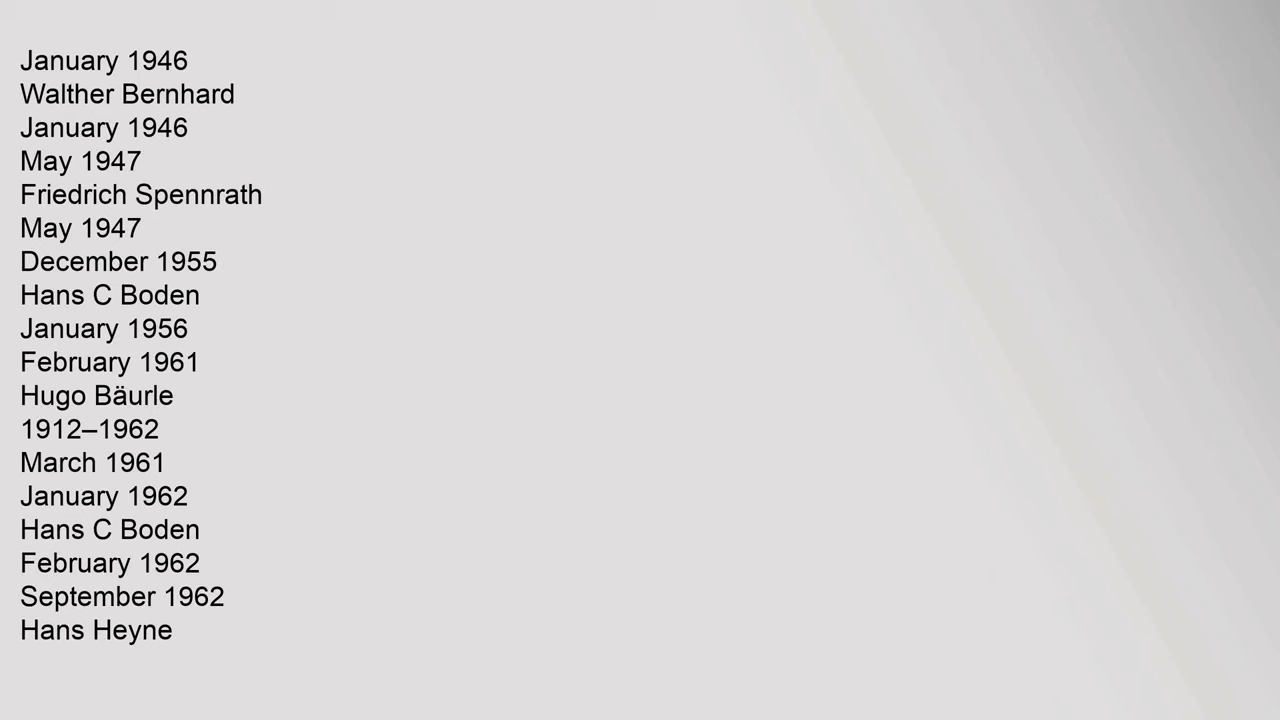 January 1946
Walther Bernhard
January 1946
May 1947
Friedrich Spennrath
May 1947
December 1955
Hans C Boden
January 1956
February 1961
Hugo Bäurle
1912–1962
March 1961
January 1962
Hans C Boden
February 1962
September 1962
Hans Heyne